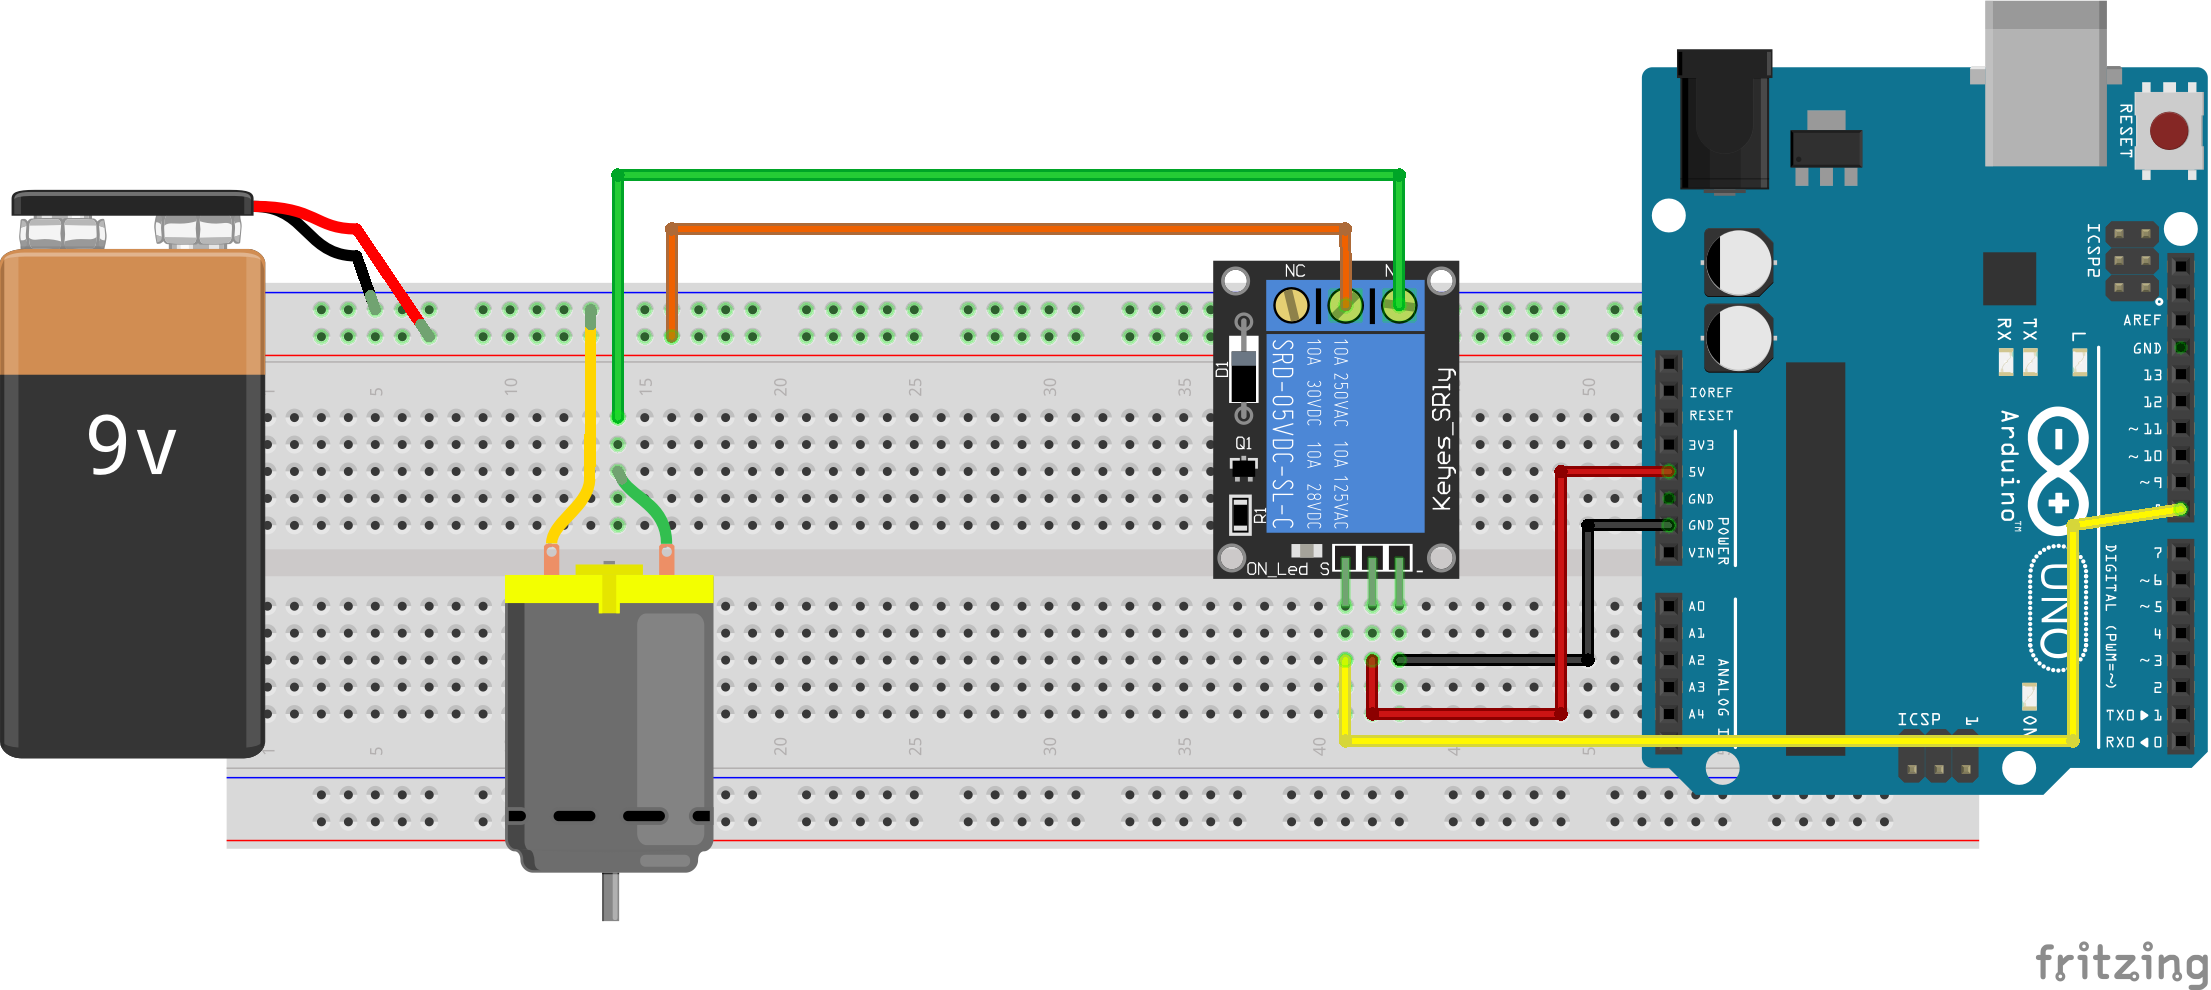 9v
1
5
10
15
20
25
30
35
50
5
20
25
30
35
40
NC
N
D1
Q1
R1
SRD-05VDC-SL-C
10A 30VDC 10A 28VDC
10A 250VAC 10A 125VAC
Keyes_SRly
ON_Led S
-
RESET
ICSP2
AREF
GND
13
12
~11
~10
~9
RX
TX
L
IOREF
RESET
3V3
5V
GND
GND
VIN
POWER
Arduino™
UNO
7
~6
~5
4
~3
2
TX0▶1
RX0◀0
DIGITAL (PWM=~)
A0
A1
A2
A3
A4
ANALOG
ICSP
1
ON
fritzing